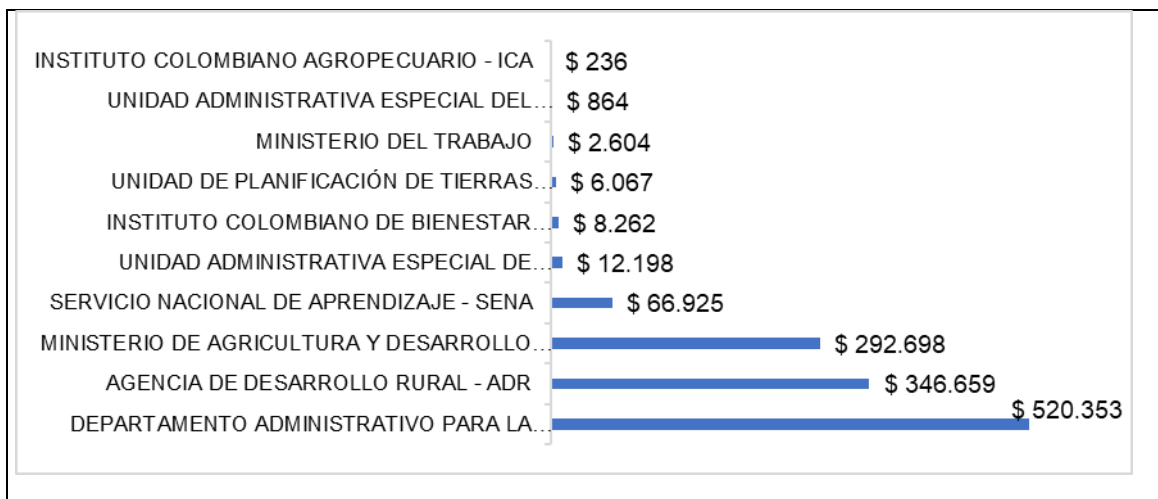 INSTITUTO COLOMBIANO AGROPECUARIO - ICA $ 236
UNIDAD ADMINISTRATIVA ESPECIAL DEL... $ 864
MINISTERIO DEL TRABAJO $ 2.604
UNIDAD DE PLANIFICACIÓN DE TIERRAS... $ 6.067
INSTITUTO COLOMBIANO DE BIENESTAR... $ 8.262
UNIDAD ADMINISTRATIVA ESPECIAL DE... $ 12.198
SERVICIO NACIONAL DE APRENDIZAJE - SENA $ 66.925
MINISTERIO DE AGRICULTURA Y DESARROLLO... $ 292.698
AGENCIA DE DESARROLLO RURAL - ADR $ 346.659
DEPARTAMENTO ADMINISTRATIVO PARA LA... $ 520.353